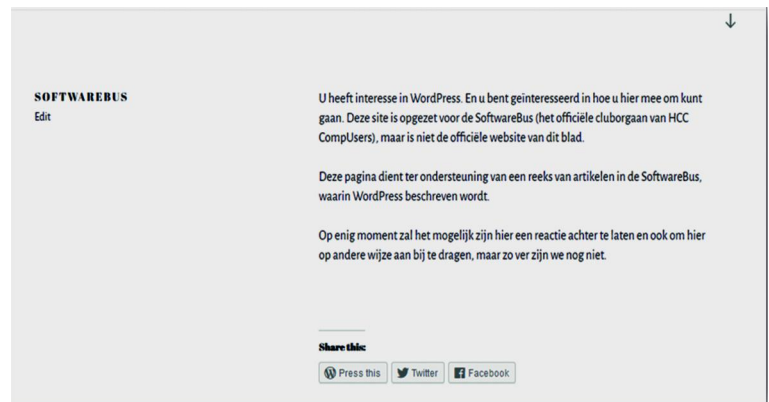 SOFTWAREBUS
Edit
U heeft interesse in WordPress. En u bent geïnteresseerd in hoe u hier mee om kunt
gaan. Deze site is opgezet voor de SoftwareBus (het officiële cluborgaan van HCC
CompUsers), maar is niet de officiële website van dit blad.
Deze pagina dient ter ondersteuning van een reeks van artikelen in de SoftwareBus,
waarin WordPress beschreven wordt.
Op enig moment zal het mogelijk zijn hier een reactie achter te laten en ook om hier
op andere wijze aan bij te dragen, maar zo ver zijn we nog niet.
Share this:
Press this Twitter Facebook